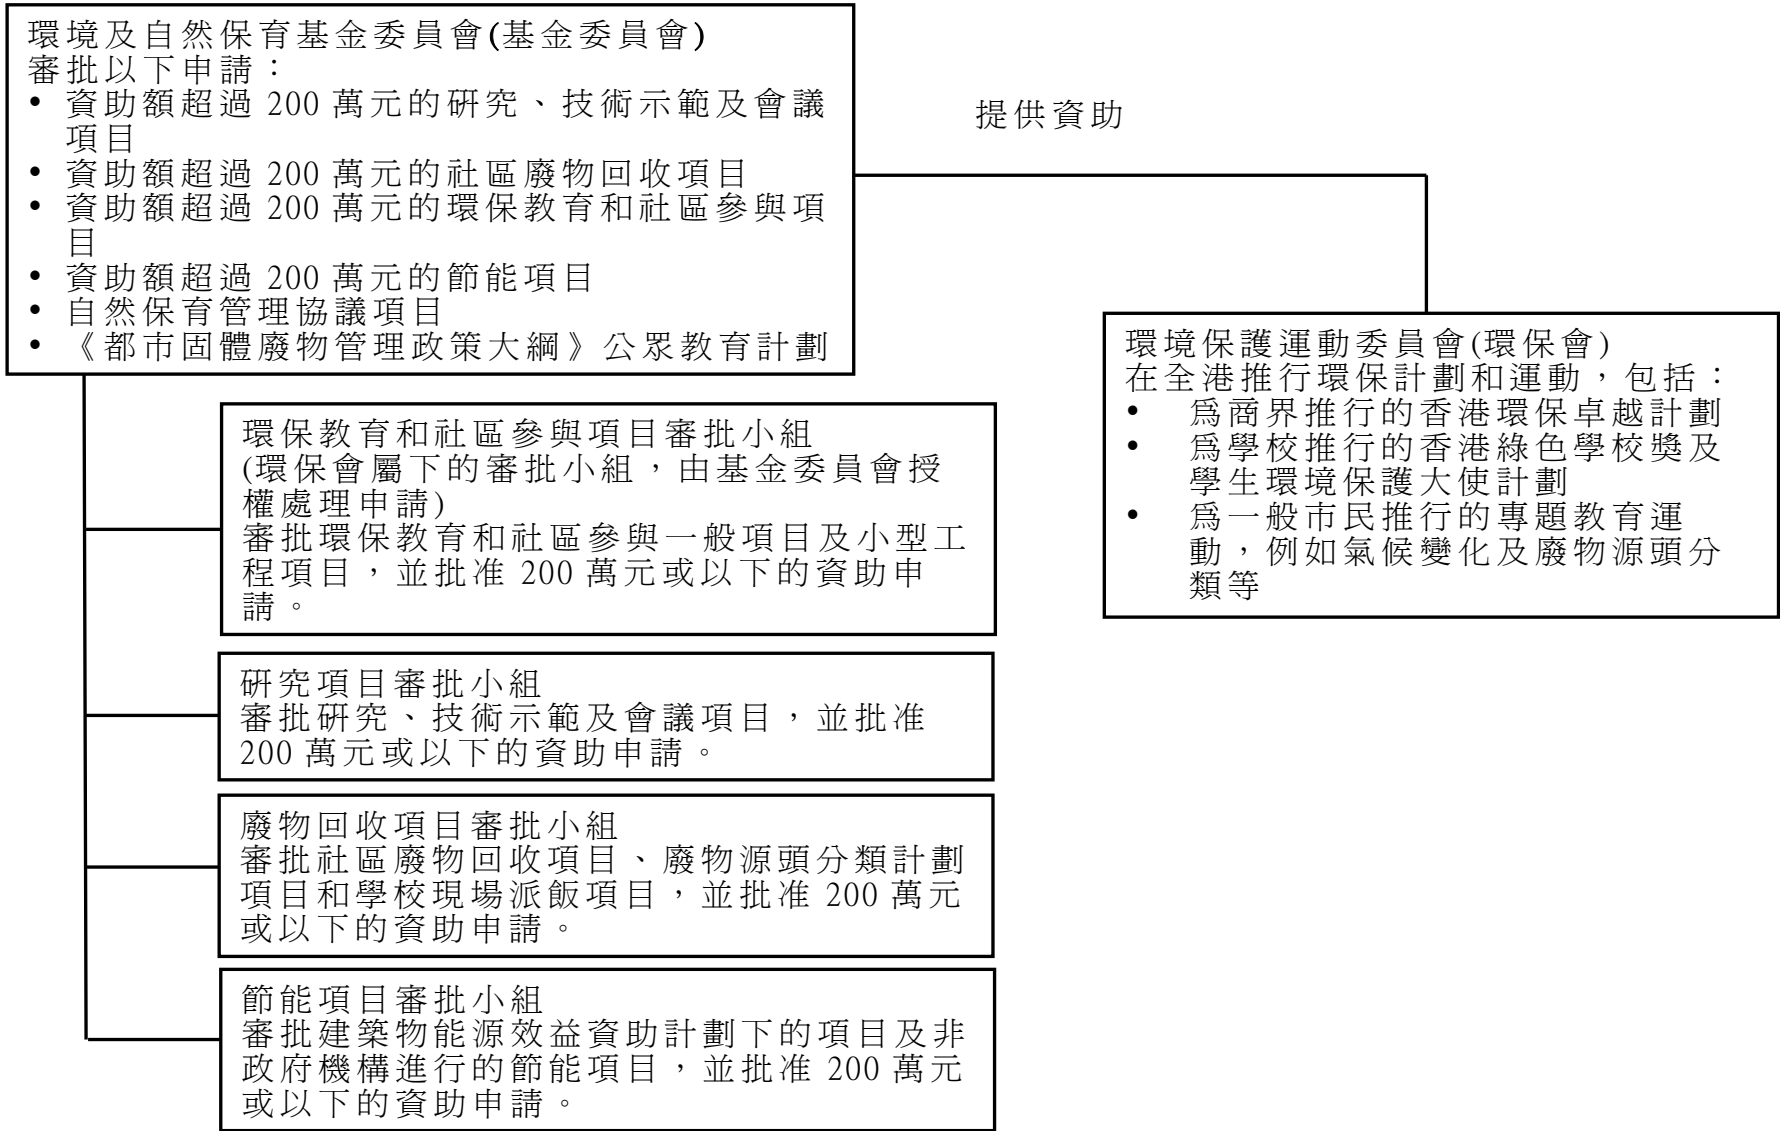 環境及自然保育基金委員會(基金委員會)
審批以下申請：
• 資助額超過 200 萬元的研究、技術示範及會議
項目
• 資助額超過 200 萬元的社區廢物回收項目
• 資助額超過 200 萬元的環保教育和社區參與項
目
• 資助額超過 200 萬元的節能項目
• 自然保育管理協議項目
• 《都市固體廢物管理政策大綱》公眾教育計劃
提供資助
環境保護運動委員會(環保會)
在全港推行環保計劃和運動，包括：
• 爲商界推行的香港環保卓越計劃
• 爲學校推行的香港綠色學校獎及
學生環境保護大使計劃
• 爲一般市民推行的專題教育運
動，例如氣候變化及廢物源頭分
類等
環保教育和社區參與項目審批小組
(環保會屬下的審批小組，由基金委員會授
權處理申請)
審批環保教育和社區參與一般項目及小型工
程項目，並批准 200 萬元或以下的資助申
請。
研究項目審批小組
審批研究、技術示範及會議項目，並批准
200 萬元或以下的資助申請。
廢物回收項目審批小組
審批社區廢物回收項目、廢物源頭分類計劃
項目和學校現場派飯項目，並批准 200 萬元
或以下的資助申請。
節能項目審批小組
審批建築物能源效益資助計劃下的項目及非
政府機構進行的節能項目，並批准 200 萬元
或以下的資助申請。